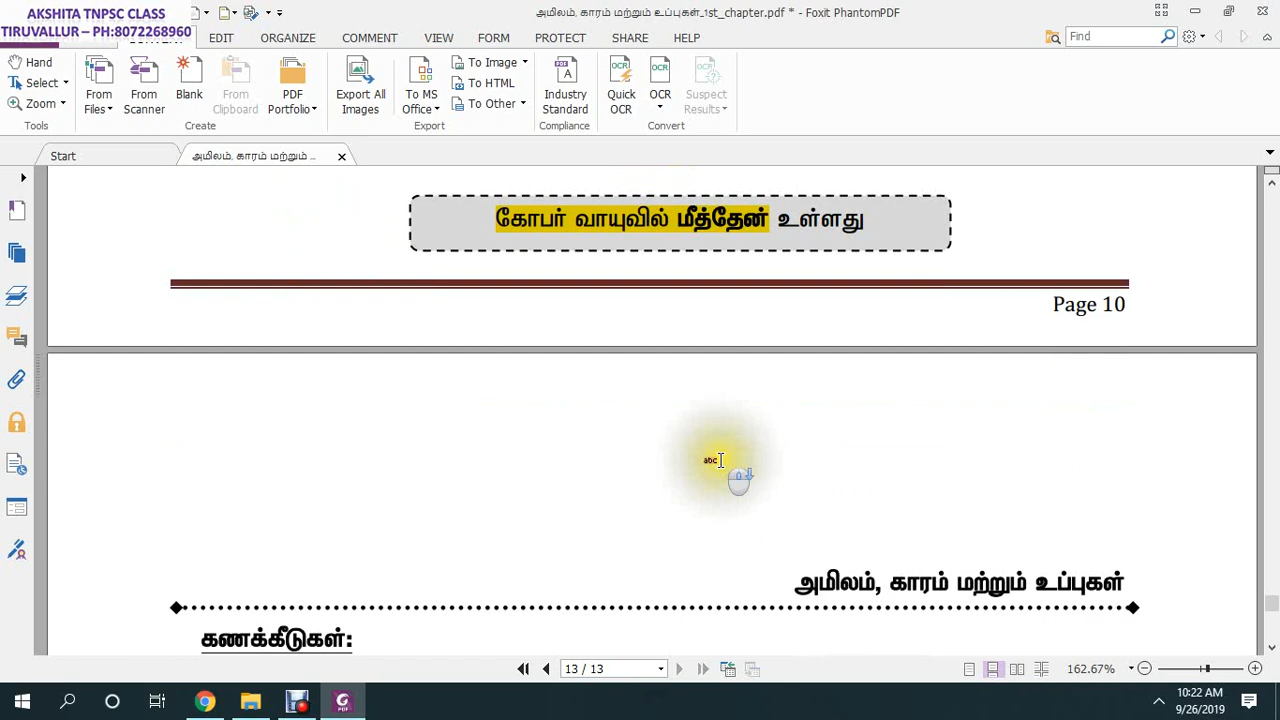 AKSHITA TNPSC CLASS
TIRUVALLUR – PH:8072268960
அமிலம், காரம் மற்றும் உப்புகள்_1st_chapter.pdf * - Foxit PhantomPDF
EDIT ORGANIZE COMMENT VIEW FORM PROTECT SHARE HELP
Find
Hand
Select
Zoom
Tools
From Files
From Scanner
Blank
From Clipboard
PDF Portfolio
Create
Export All Images
To MS Office
To Image
To HTML
To Other
Export
Industry Standard
Compliance
Quick OCR
OCR
Suspect Results
Convert
Start
அமிலம், காரம் மற்றும் ...
கோபர் வாயுவில் மீத்தேன் உள்ளது
Page 10
abc
அமிலம், காரம் மற்றும் உப்புகள்
கணக்கீடுகள்:
13 / 13
162.67%
10:22 AM
9/26/2019